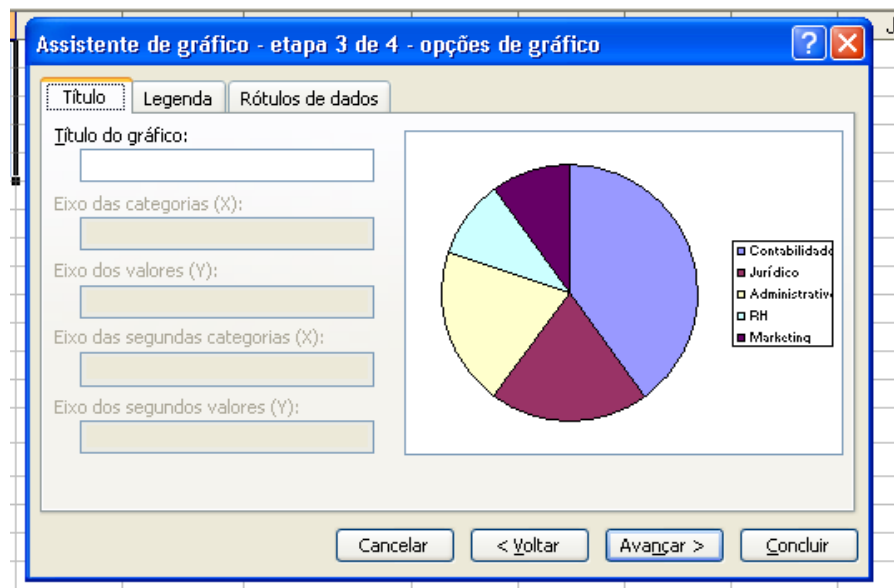 J
Assistente de gráfico - etapa 3 de 4 - opções de gráfico
?
Título
Legenda
Rótulos de dados
Título do gráfico:
Eixo das categorias (X):
Eixo dos valores (Y):
Eixo das segundas categorias (X):
Eixo dos segundos valores (Y):
Contabilidade
Jurídico
Administrativ
RH
Marketing
Cancelar
< Voltar
Avançar >
Concluir